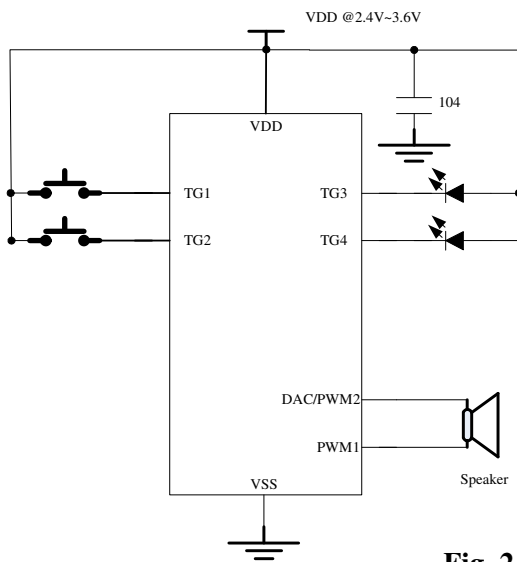 VDD @2.4V~3.6V
104
VDD
TG1
TG3
TG2
TG4
DAC/PWM2
PWM1
VSS
Speaker
Fig. 2